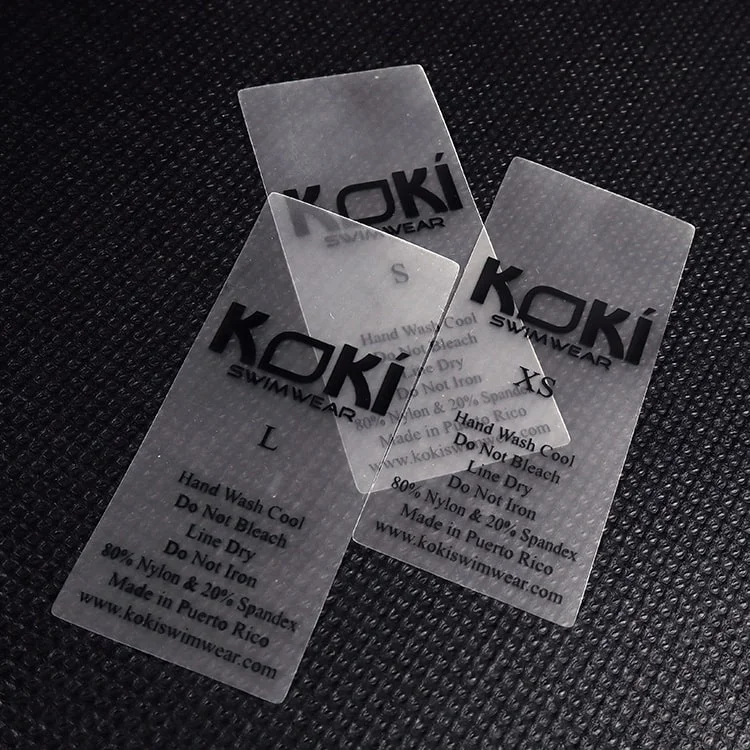 KOKÍ
SWIMWEAR
S
Hand Wash Cool
Do Not Bleach
Line Dry
Do Not Iron
80% Nylon & 20% Spandex
Made in Puerto Rico
www.kokiswimwear.com
KOKÍ
SWIMWEAR
L
Hand Wash Cool
Do Not Bleach
Line Dry
Do Not Iron
80% Nylon & 20% Spandex
Made in Puerto Rico
www.kokiswimwear.com
KOKÍ
SWIMWEAR
XS
Hand Wash Cool
Do Not Bleach
Line Dry
Do Not Iron
80% Nylon & 20% Spandex
Made in Puerto Rico
www.kokiswimwear.com